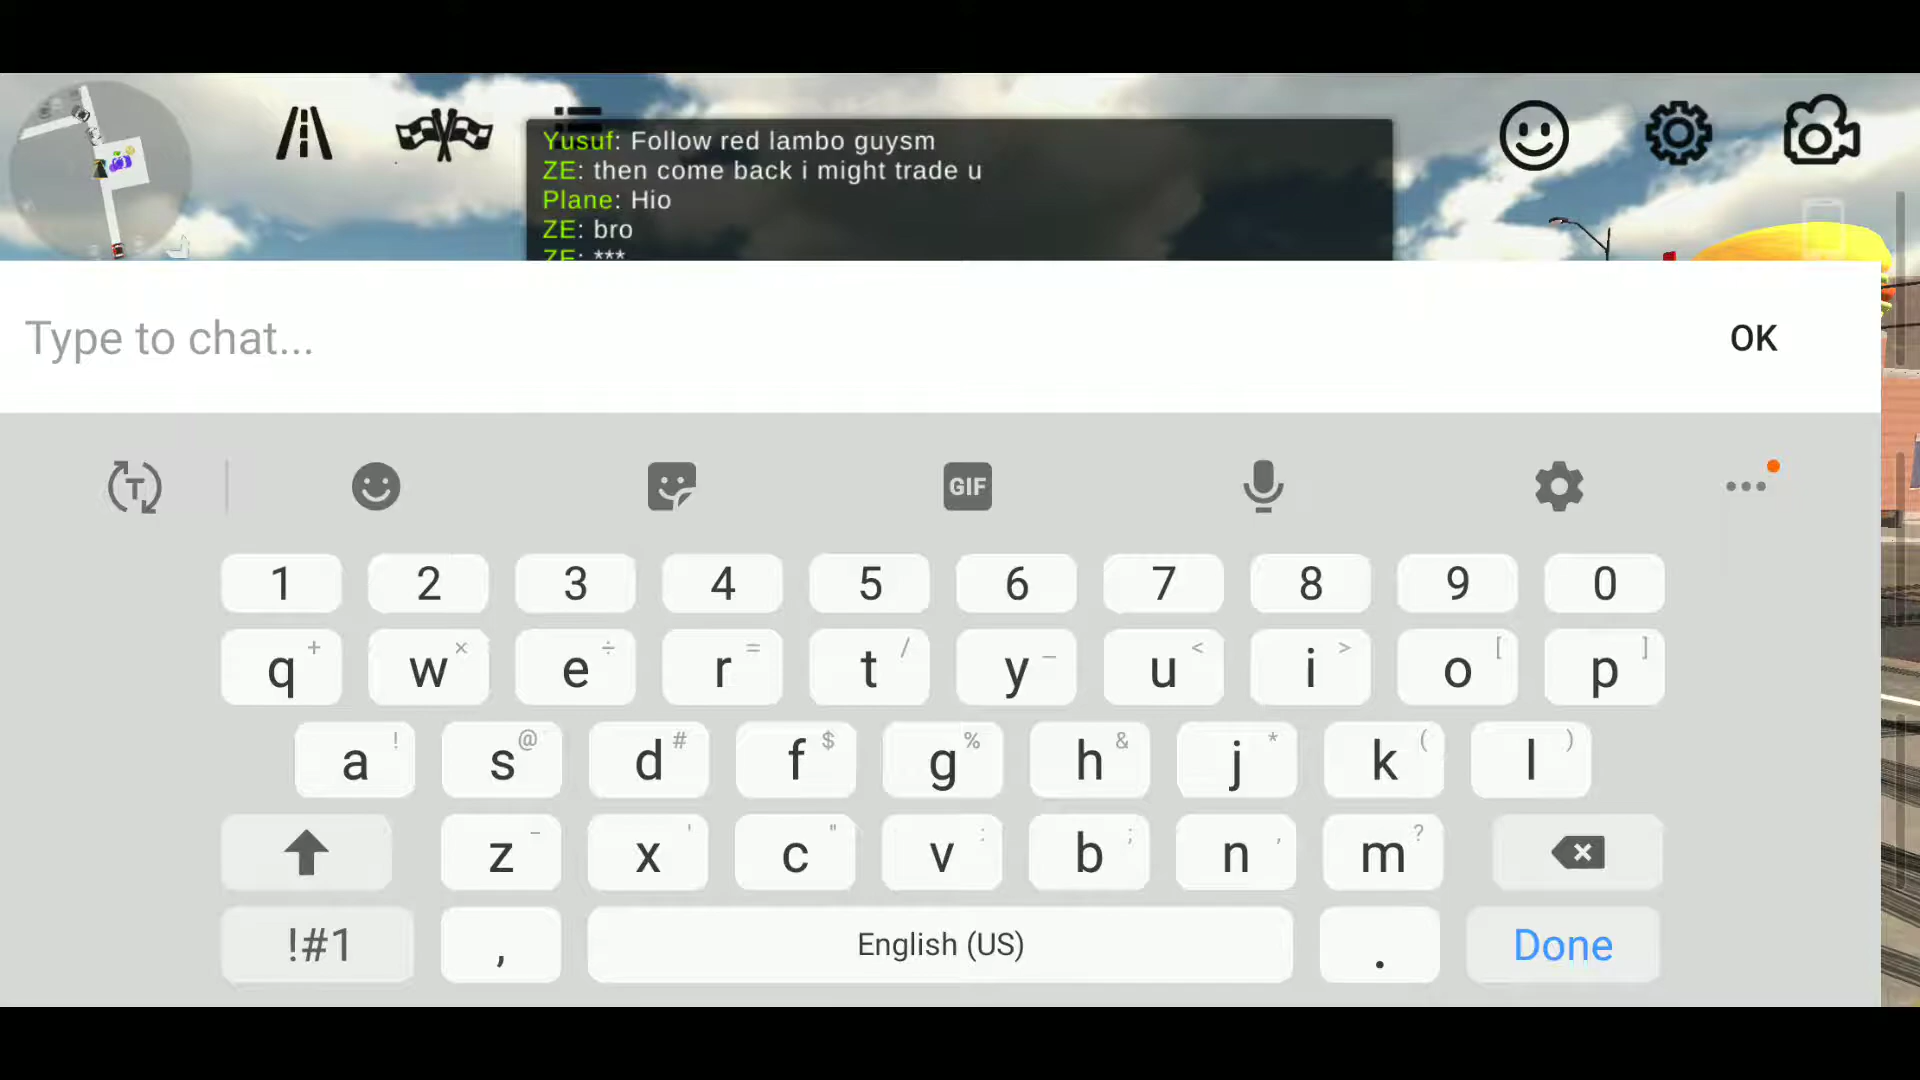 Yusuf: Follow red lambo guysm
ZE: then come back i might trade u
Plane: Hio
ZE: bro
ZE: ***
Type to chat...
OK
T
GIF
1 2 3 4 5 6 7 8 9 0
q + w × e ÷ r = t / y _ u < i > o [ p ]
a ! s @ d # f $ g % h & j * k ( l )
z - x ' c " v : b ; n , m ?
!#1 , English (US) . Done